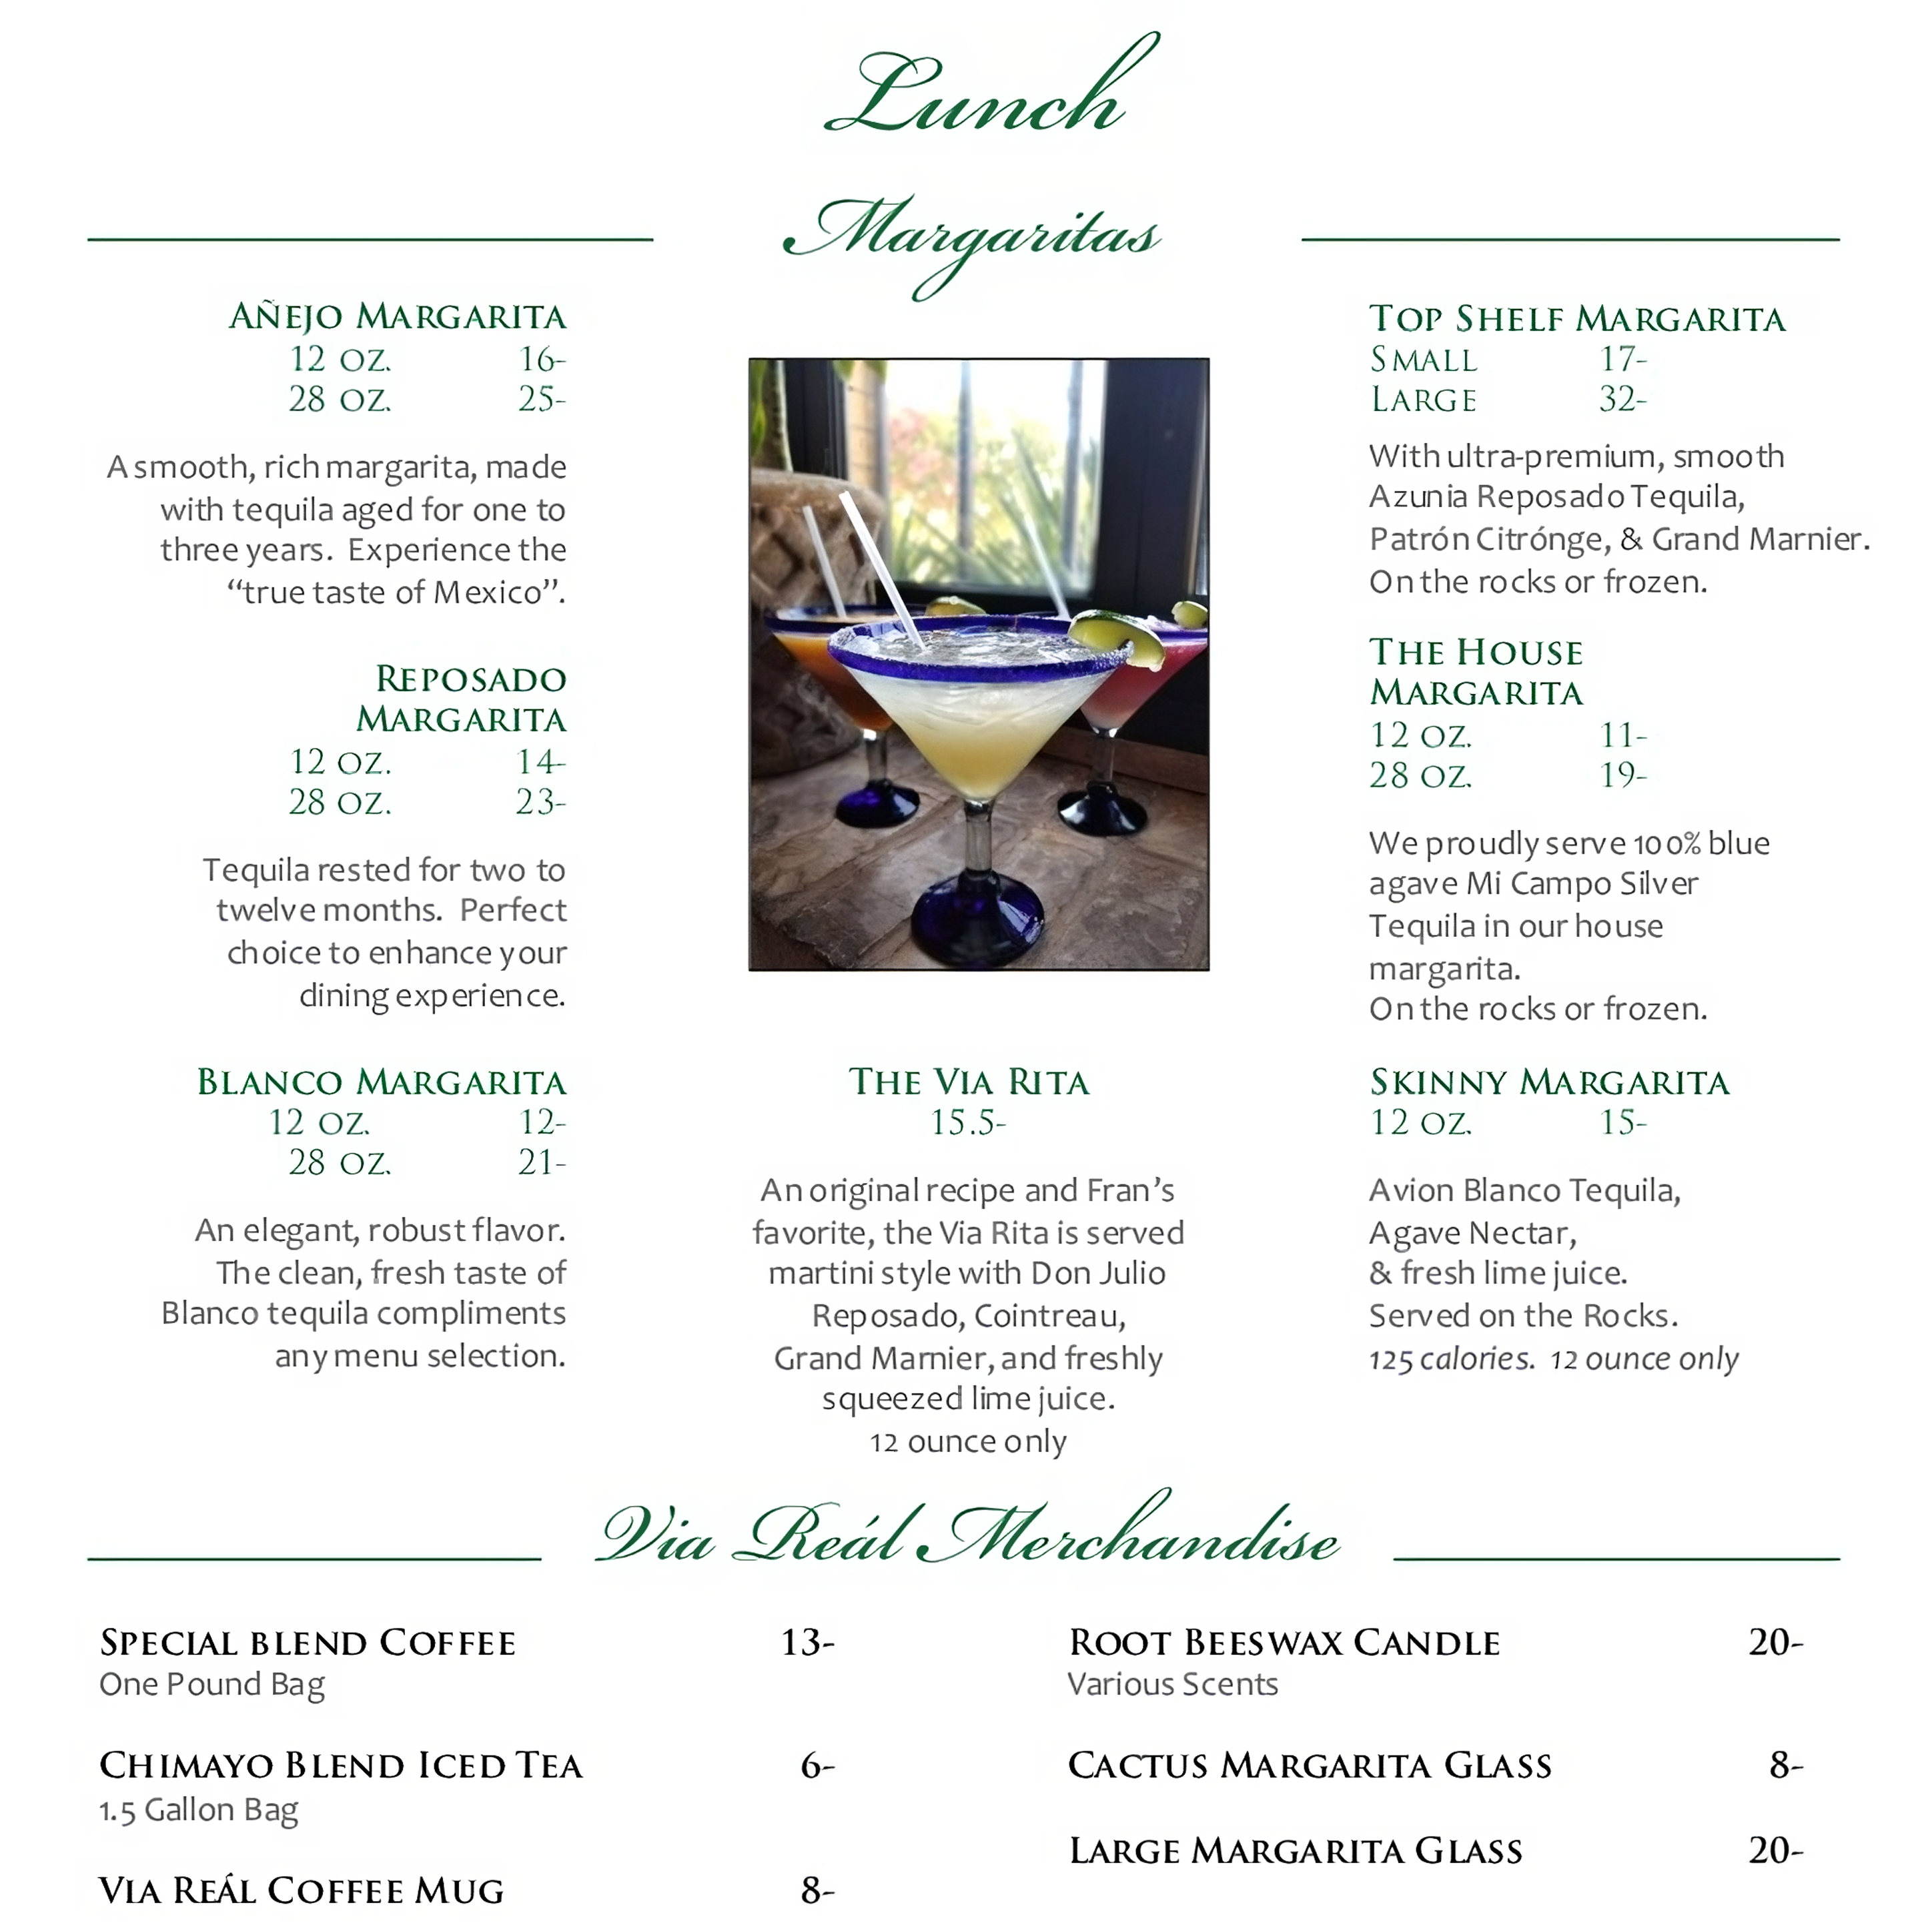 Lunch
Margaritas
AÑEJO MARGARITA
12 OZ. 16-
28 OZ. 25-
A smooth, rich margarita, made
with tequila aged for one to
three years. Experience the
“true taste of Mexico”.
REPOSADO
MARGARITA
12 OZ. 14-
28 OZ. 23-
Tequila rested for two to
twelve months. Perfect
choice to enhance your
dining experience.
BLANCO MARGARITA
12 OZ. 12-
28 OZ. 21-
An elegant, robust flavor.
The clean, fresh taste of
Blanco tequila compliments
any menu selection.
THE VIA RITA
15.5-
An original recipe and Fran’s
favorite, the Via Rita is served
martini style with Don Julio
Reposado, Cointreau,
Grand Marnier, and freshly
squeezed lime juice.
12 ounce only
TOP SHELF MARGARITA
SMALL 17-
LARGE 32-
With ultra-premium, smooth
Azunia Reposado Tequila,
Patrón Citrónge, & Grand Marnier.
On the rocks or frozen.
THE HOUSE
MARGARITA
12 OZ. 11-
28 OZ. 19-
We proudly serve 100% blue
agave Mi Campo Silver
Tequila in our house
margarita.
On the rocks or frozen.
SKINNY MARGARITA
12 OZ. 15-
Avion Blanco Tequila,
Agave Nectar,
& fresh lime juice.
Served on the Rocks.
125 calories. 12 ounce only
Via Reál Merchandise
SPECIAL BLEND COFFEE 13-
One Pound Bag
CHIMAYO BLEND ICED TEA 6-
1.5 Gallon Bag
VIA REÁL COFFEE MUG 8-
ROOT BEESWAX CANDLE 20-
Various Scents
CACTUS MARGARITA GLASS 8-
LARGE MARGARITA GLASS 20-